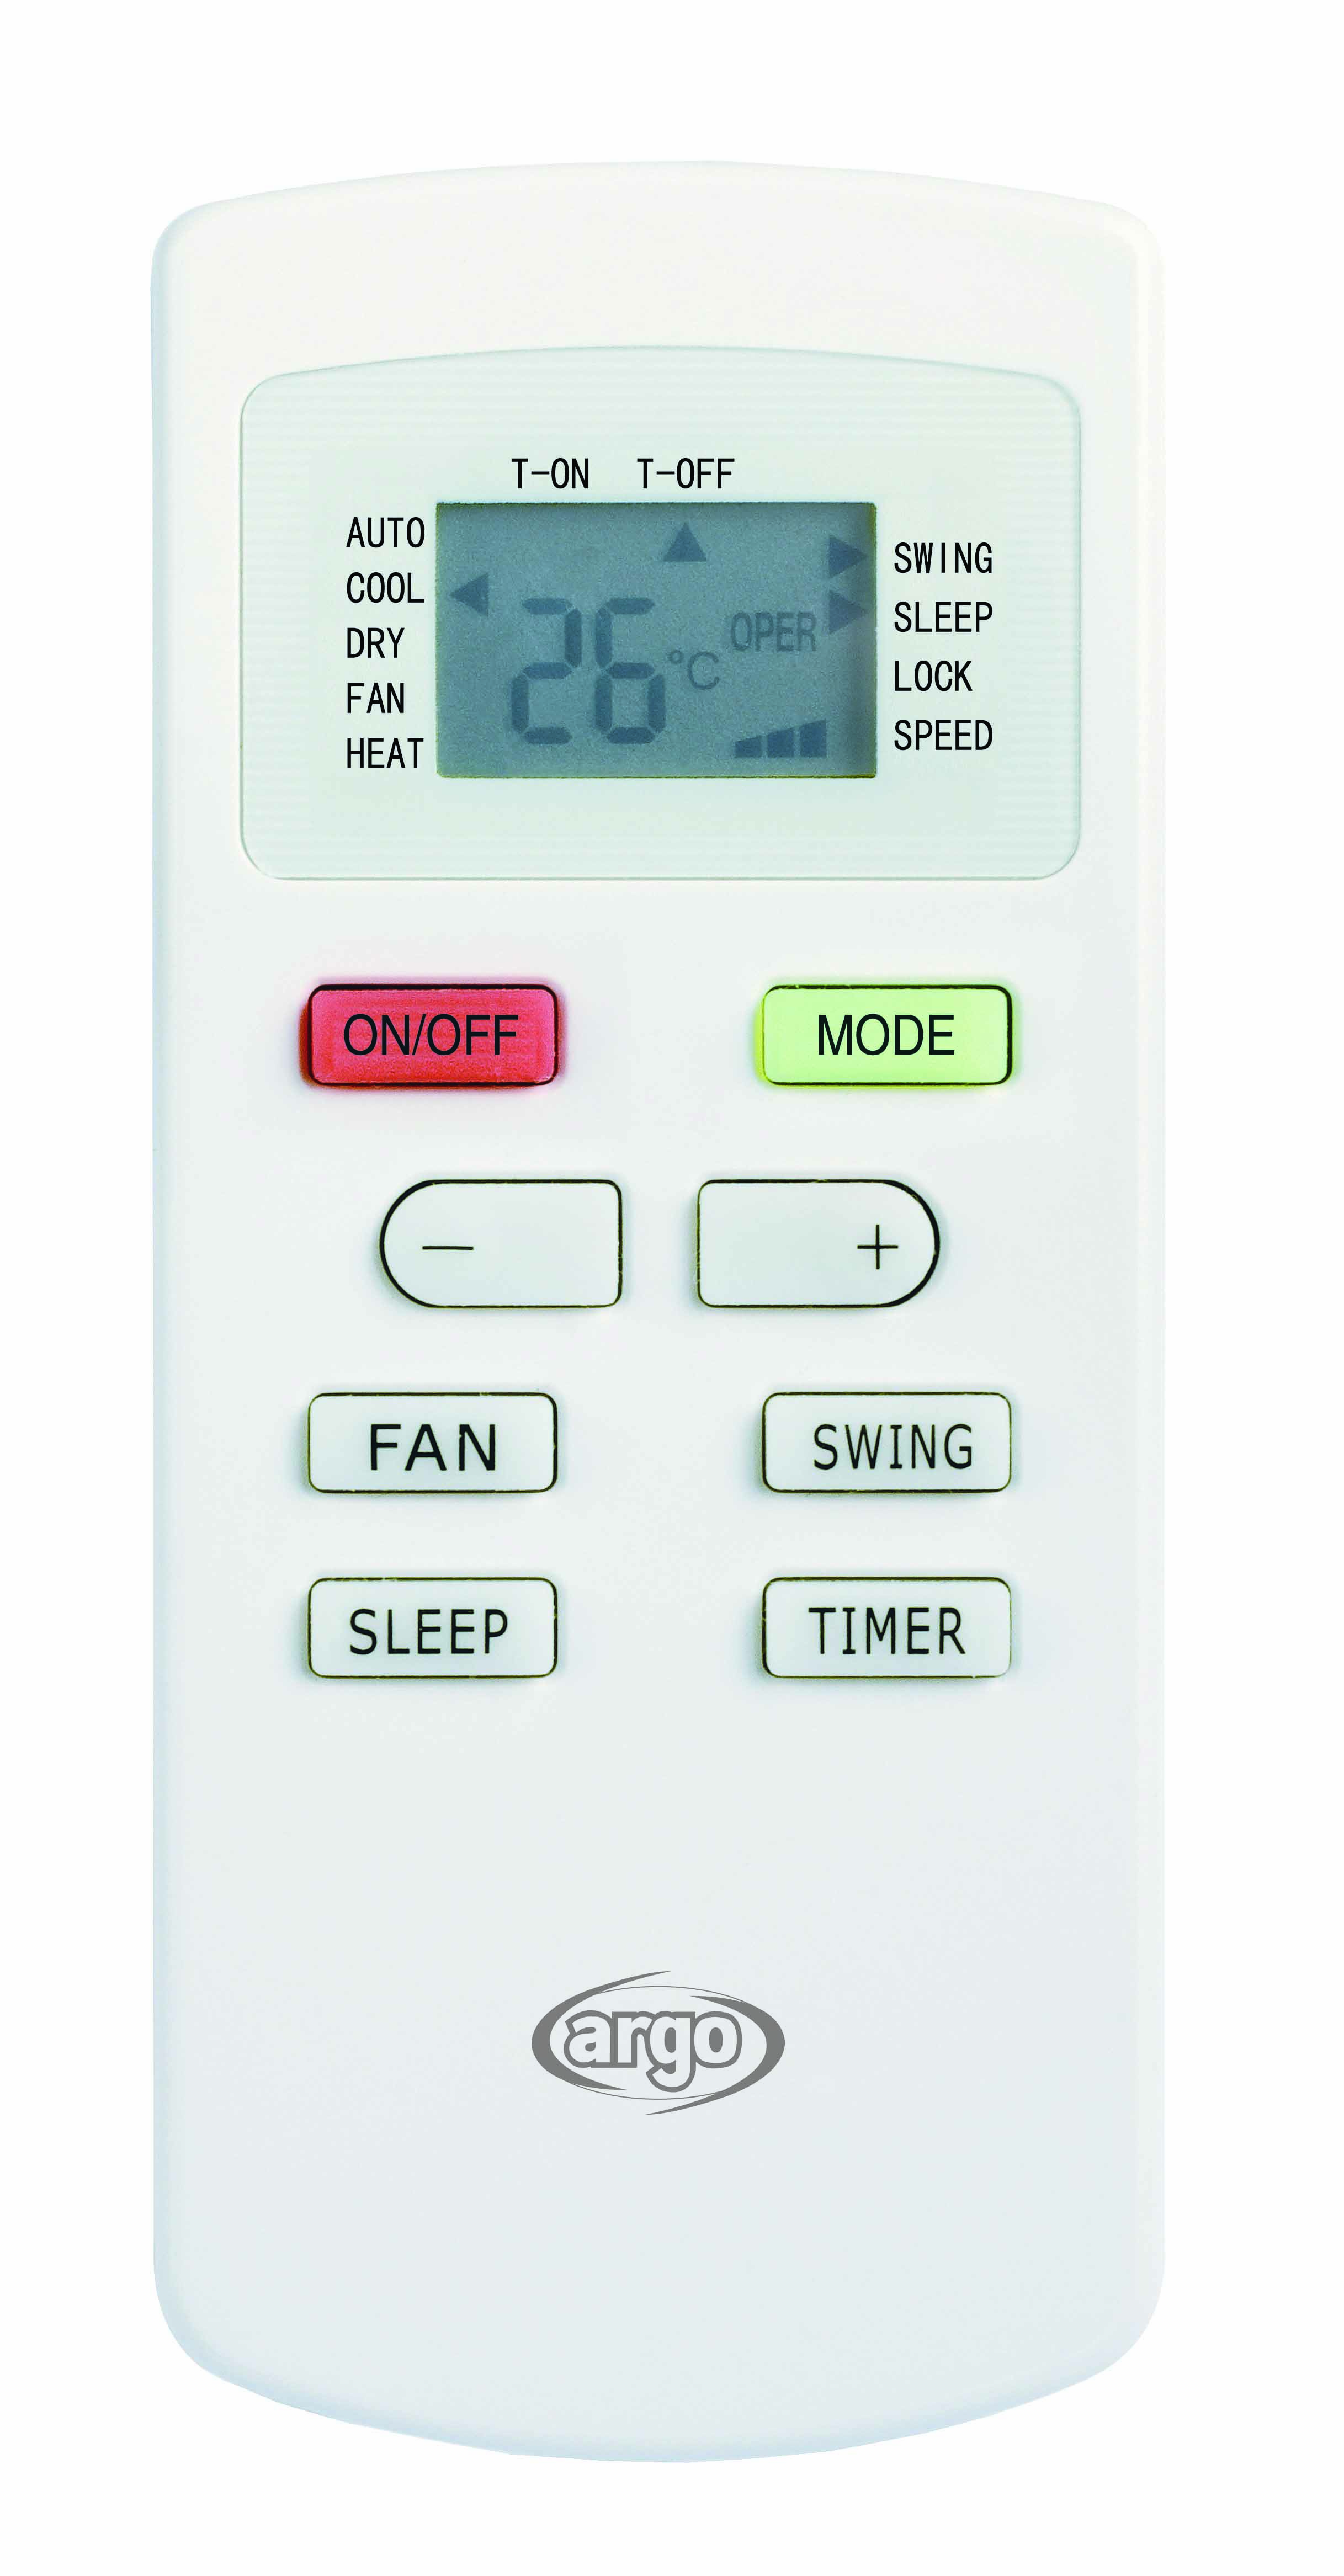 T-ON T-OFF
AUTO
COOL
DRY
FAN
HEAT
26 °C OPER
SWING
SLEEP
LOCK
SPEED
ON/OFF MODE
− +
FAN SWING
SLEEP TIMER
argo